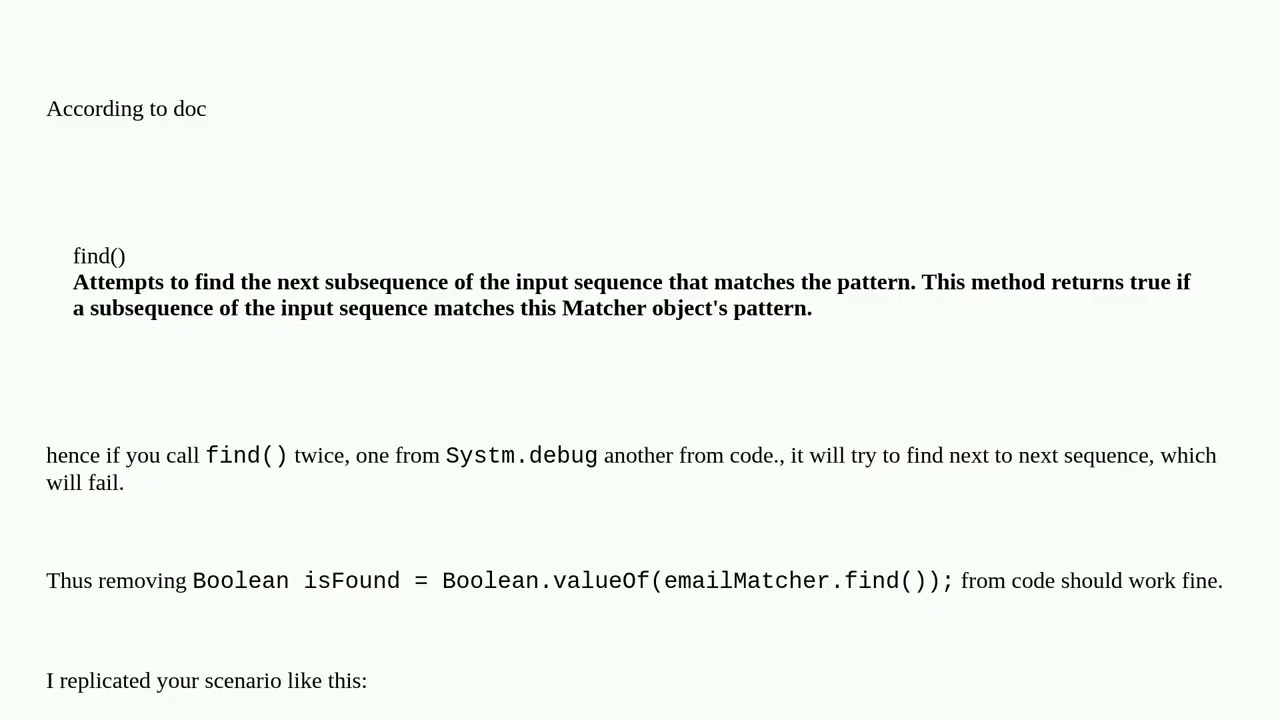 According to doc
find()
Attempts to find the next subsequence of the input sequence that matches the pattern. This method returns true if
a subsequence of the input sequence matches this Matcher object's pattern.
hence if you call find() twice, one from Systm.debug another from code., it will try to find next to next sequence, which
will fail.
Thus removing Boolean isFound = Boolean.valueOf(emailMatcher.find()); from code should work fine.
I replicated your scenario like this: